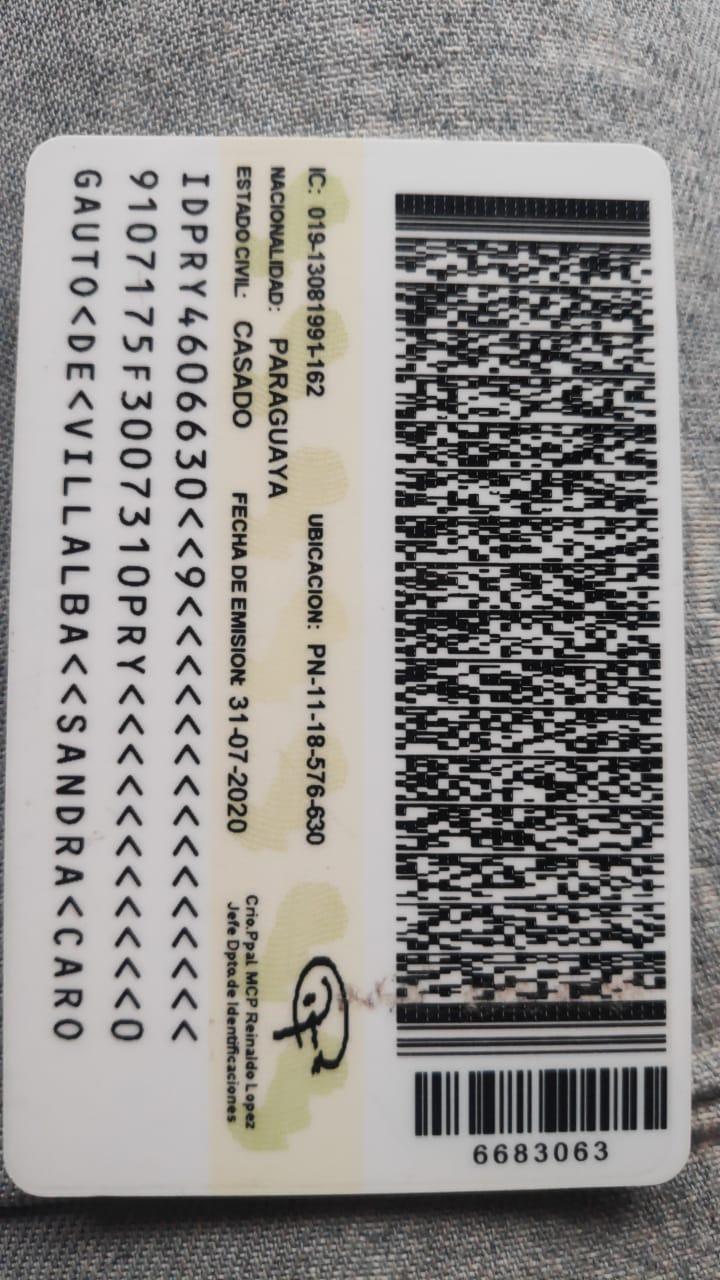 6683063
IC: 019-13081991-162 UBICACION: PN-11-18-576-630
NACIONALIDAD: PARAGUAYA
ESTADO CIVIL: CASADO FECHA DE EMISION: 31-07-2020
Crio.Ppal. MCP Reinaldo Lopez
Jefe Dpto.de Identificaciones
IDPRY4606630<<9<<<<<<<<<<<<<<<
9107175F3007310PRY<<<<<<<<<<<0
GAUTO<DE<VILLALBA<<SANDRA<CARO